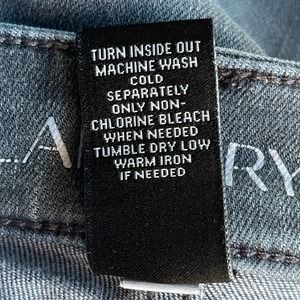 TURN INSIDE OUT
MACHINE WASH
COLD
SEPARATELY
ONLY NON-
CHLORINE BLEACH
WHEN NEEDED
TUMBLE DRY LOW
WARM IRON
IF NEEDED